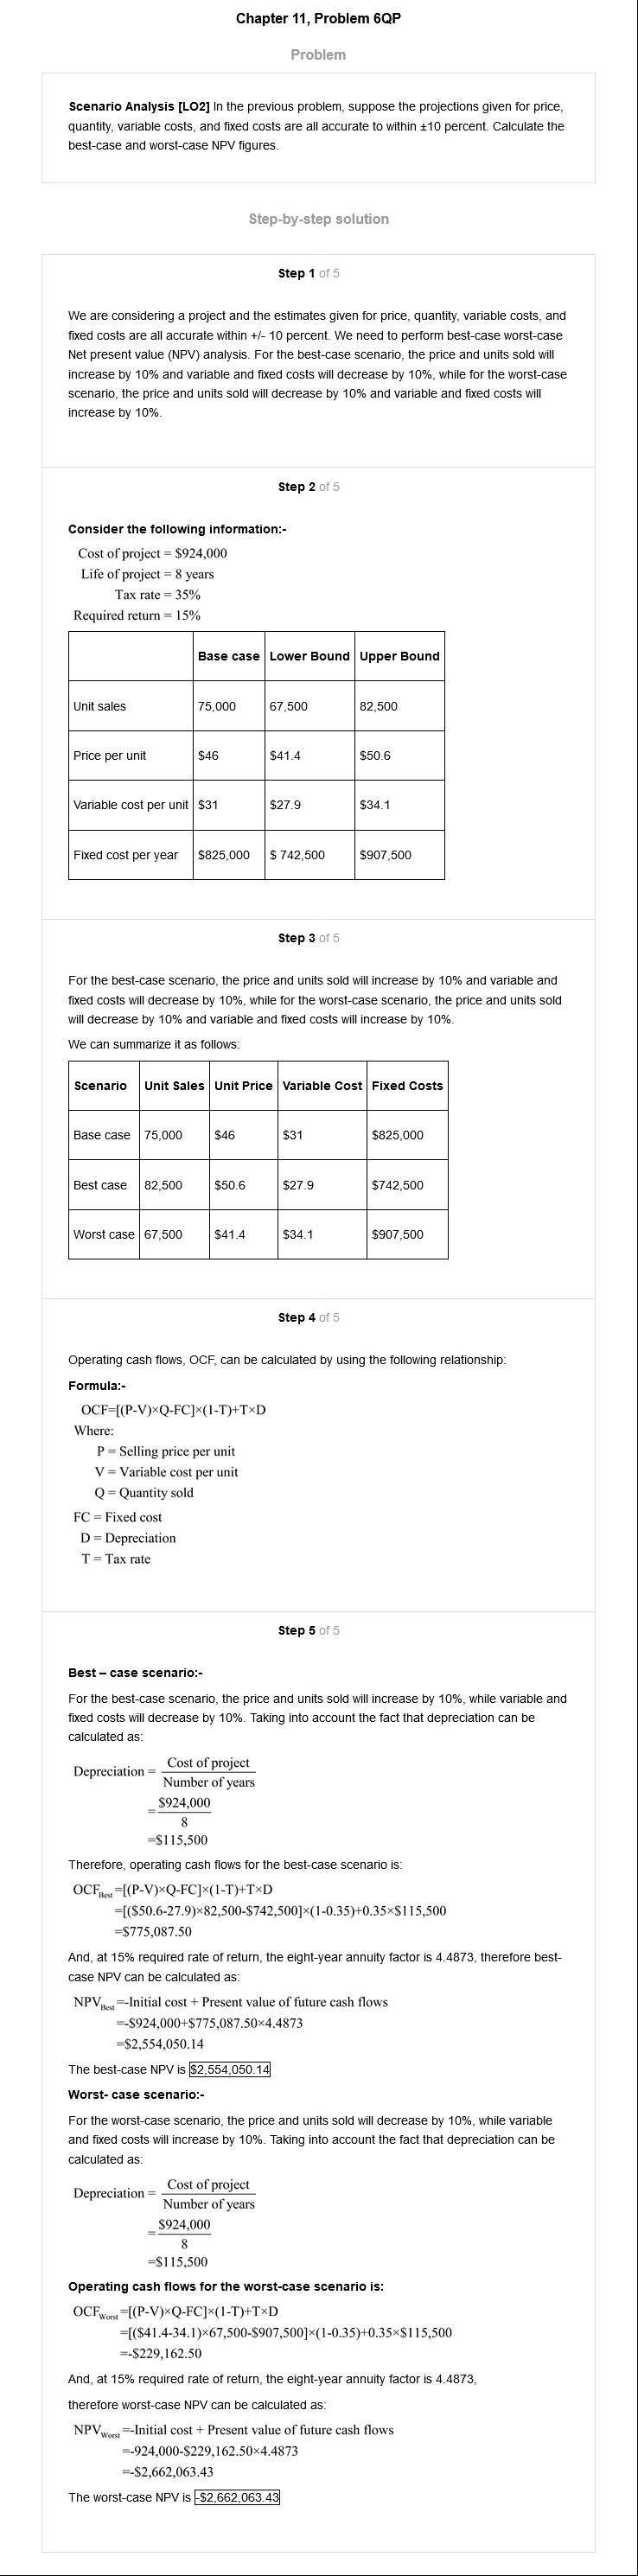 Chapter 11, Problem 6QP
Problem
Scenario Analysis [LO2] In the previous problem, suppose the projections given for price,
quantity, variable costs, and fixed costs are all accurate to within ±10 percent. Calculate the
best-case and worst-case NPV figures.
Step-by-step solution
Step 1 of 5
We are considering a project and the estimates given for price, quantity, variable costs, and
fixed costs are all accurate within +/- 10 percent. We need to perform best-case worst-case
Net present value (NPV) analysis. For the best-case scenario, the price and units sold will
increase by 10% and variable and fixed costs will decrease by 10%, while for the worst-case
scenario, the price and units sold will decrease by 10% and variable and fixed costs will
increase by 10%.
Step 2 of 5
Consider the following information:-
Cost of project = $924,000
Life of project = 8 years
Tax rate = 35%
Required return = 15%
Base case Lower Bound Upper Bound
Unit sales 75,000 67,500 82,500
Price per unit $46 $41.4 $50.6
Variable cost per unit $31 $27.9 $34.1
Fixed cost per year $825,000 $ 742,500 $907,500
Step 3 of 5
For the best-case scenario, the price and units sold will increase by 10% and variable and
fixed costs will decrease by 10%, while for the worst-case scenario, the price and units sold
will decrease by 10% and variable and fixed costs will increase by 10%.
We can summarize it as follows:
Scenario Unit Sales Unit Price Variable Cost Fixed Costs
Base case 75,000 $46 $31 $825,000
Best case 82,500 $50.6 $27.9 $742,500
Worst case 67,500 $41.4 $34.1 $907,500
Step 4 of 5
Operating cash flows, OCF, can be calculated by using the following relationship:
Formula:-
OCF=[(P-V)×Q-FC]×(1-T)+T×D
Where:
P = Selling price per unit
V = Variable cost per unit
Q = Quantity sold
FC = Fixed cost
D = Depreciation
T = Tax rate
Step 5 of 5
Best – case scenario:-
For the best-case scenario, the price and units sold will increase by 10%, while variable and
fixed costs will decrease by 10%. Taking into account the fact that depreciation can be
calculated as:
Depreciation = Cost of project
Number of years
= $924,000
8
=$115,500
Therefore, operating cash flows for the best-case scenario is:
OCF Best =[(P-V)×Q-FC]×(1-T)+T×D
=[($50.6-27.9)×82,500-$742,500]×(1-0.35)+0.35×$115,500
=$775,087.50
And, at 15% required rate of return, the eight-year annuity factor is 4.4873, therefore best-
case NPV can be calculated as:
NPV Best =-Initial cost + Present value of future cash flows
=-$924,000+$775,087.50×4.4873
=$2,554,050.14
The best-case NPV is $2,554,050.14
Worst- case scenario:-
For the worst-case scenario, the price and units sold will decrease by 10%, while variable
and fixed costs will increase by 10%. Taking into account the fact that depreciation can be
calculated as:
Depreciation = Cost of project
Number of years
= $924,000
8
=$115,500
Operating cash flows for the worst-case scenario is:
OCF Worst =[(P-V)×Q-FC]×(1-T)+T×D
=[($41.4-34.1)×67,500-$907,500]×(1-0.35)+0.35×$115,500
=-$229,162.50
And, at 15% required rate of return, the eight-year annuity factor is 4.4873,
therefore worst-case NPV can be calculated as:
NPV Worst =-Initial cost + Present value of future cash flows
=-924,000-$229,162.50×4.4873
=-$2,662,063.43
The worst-case NPV is -$2,662,063.43